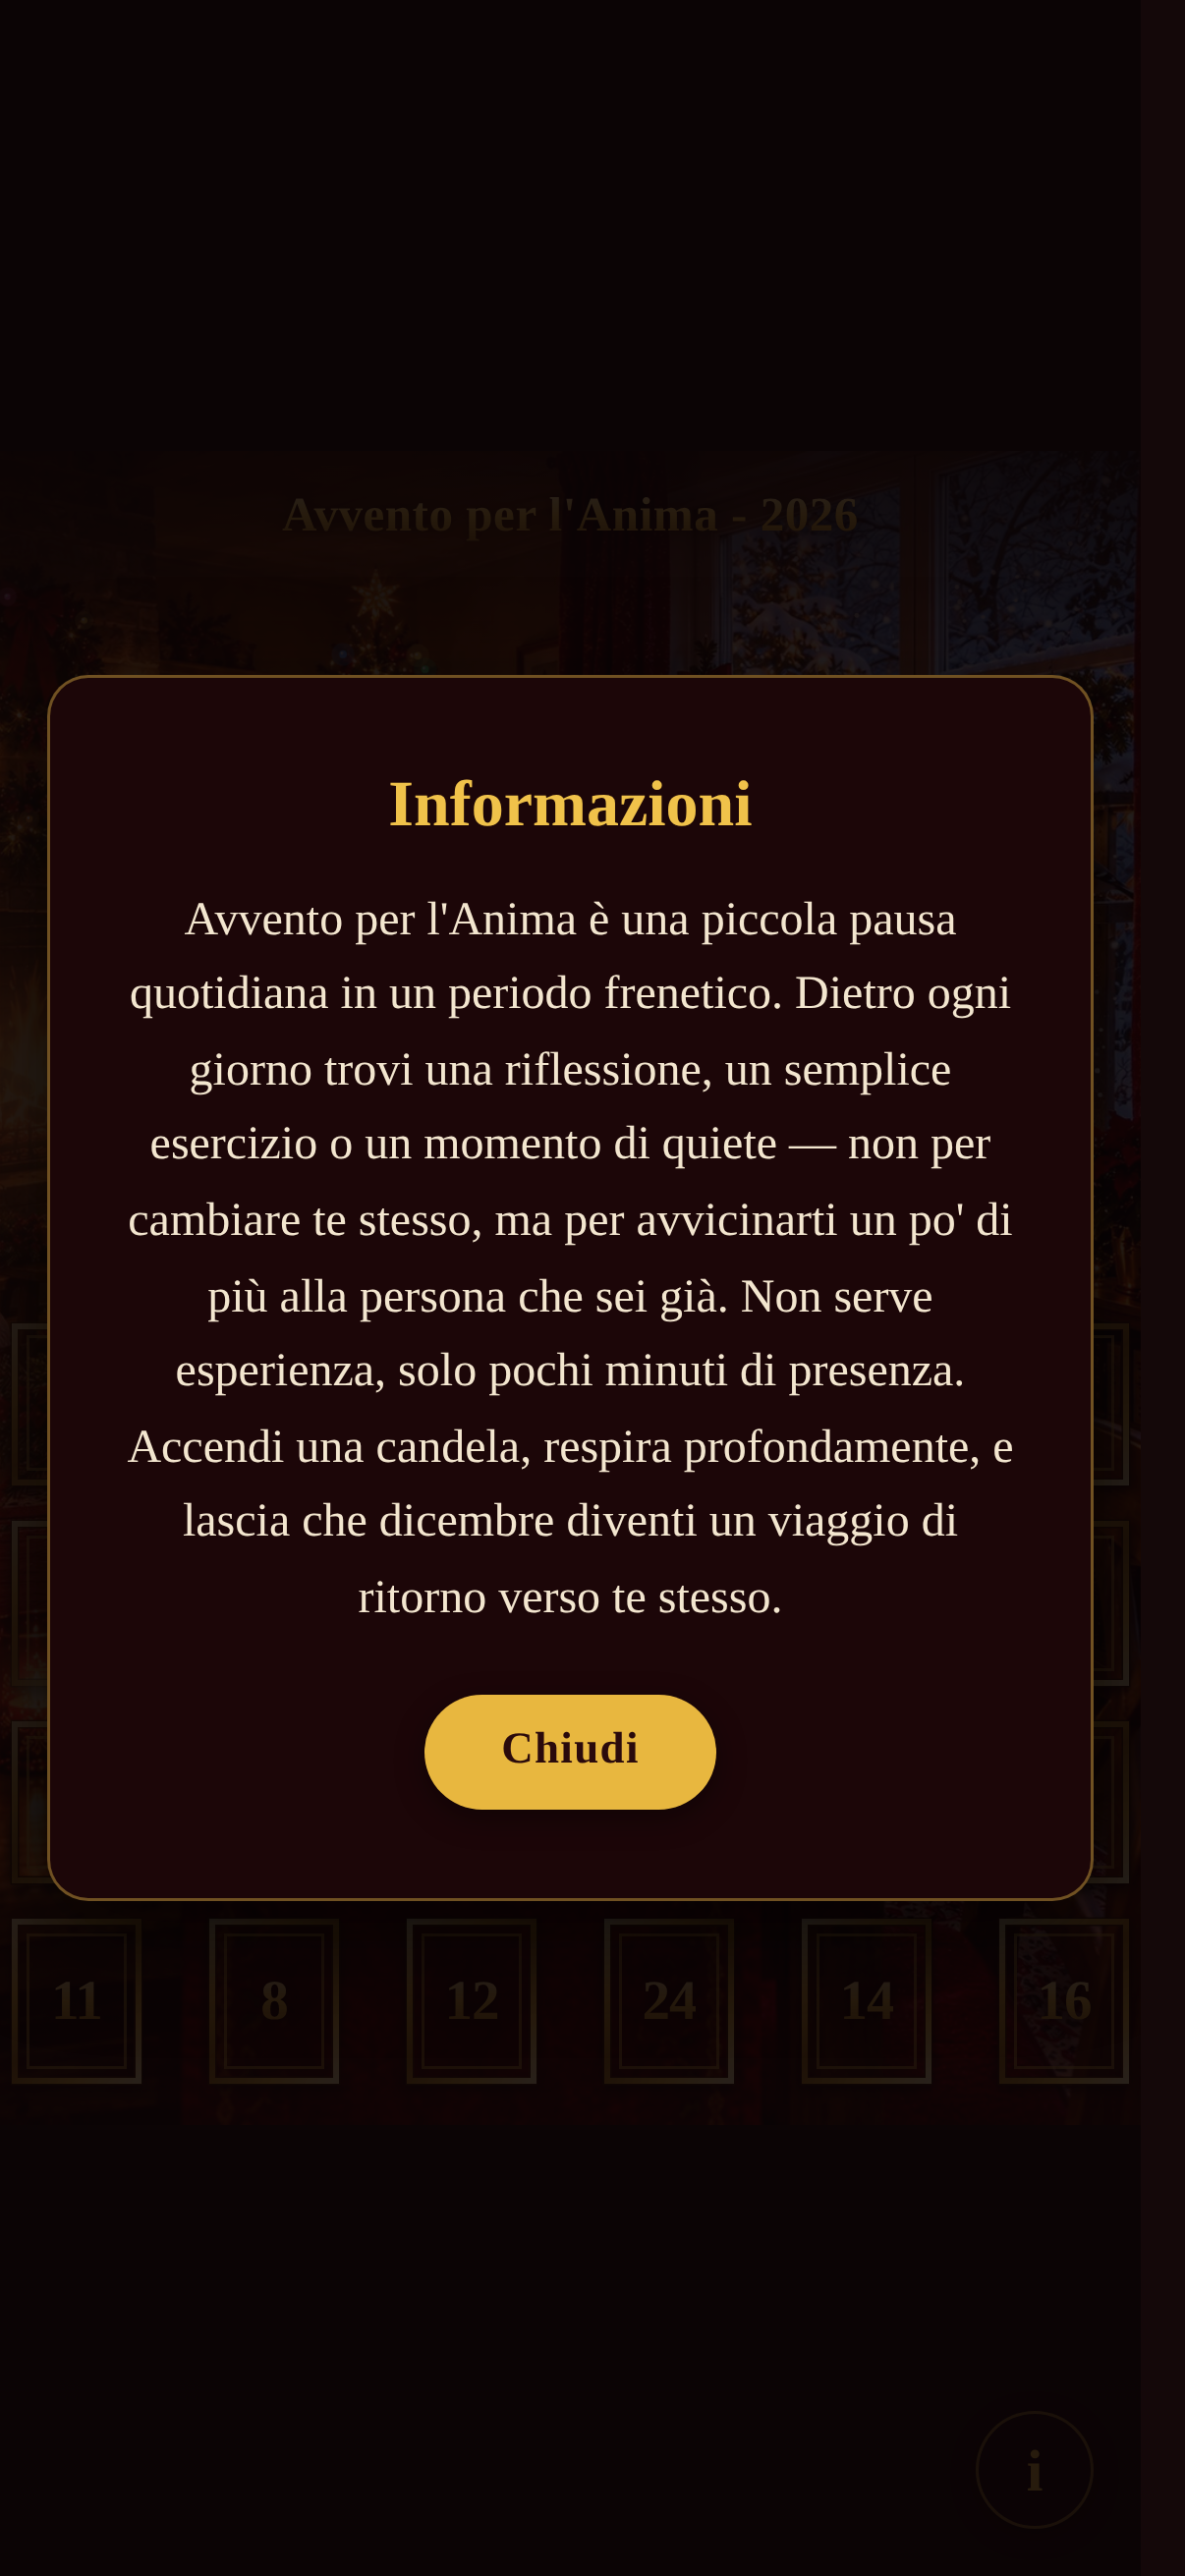 Avvento per l'Anima - 2026
Informazioni
Avvento per l'Anima è una piccola pausa
quotidiana in un periodo frenetico. Dietro ogni
giorno trovi una riflessione, un semplice
esercizio o un momento di quiete — non per
cambiare te stesso, ma per avvicinarti un po' di
più alla persona che sei già. Non serve
esperienza, solo pochi minuti di presenza.
Accendi una candela, respira profondamente, e
lascia che dicembre diventi un viaggio di
ritorno verso te stesso.
Chiudi
11 8 12 24 14 16
i